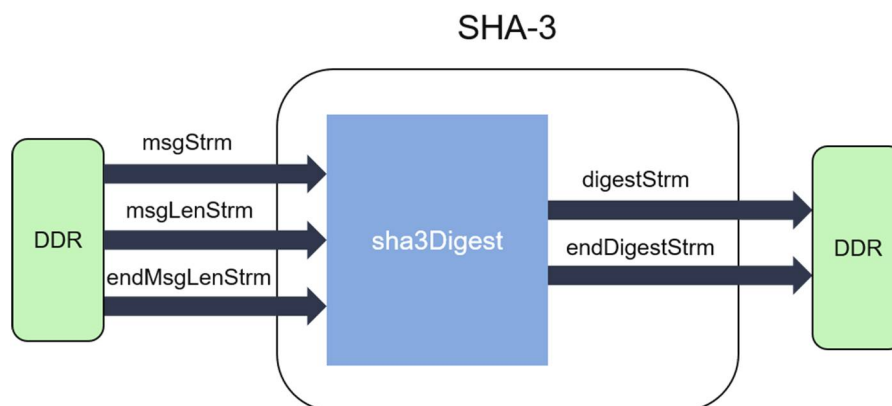 SHA-3
msgStrm
msgLenStrm
endMsgLenStrm
DDR
sha3Digest
digestStrm
endDigestStrm
DDR